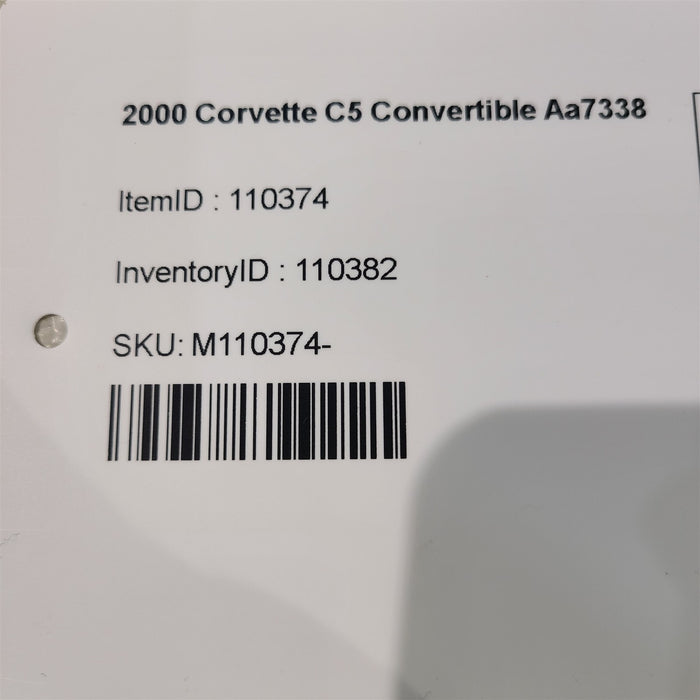 2000 Corvette C5 Convertible Aa7338
ItemID : 110374
InventoryID : 110382
SKU: M110374-